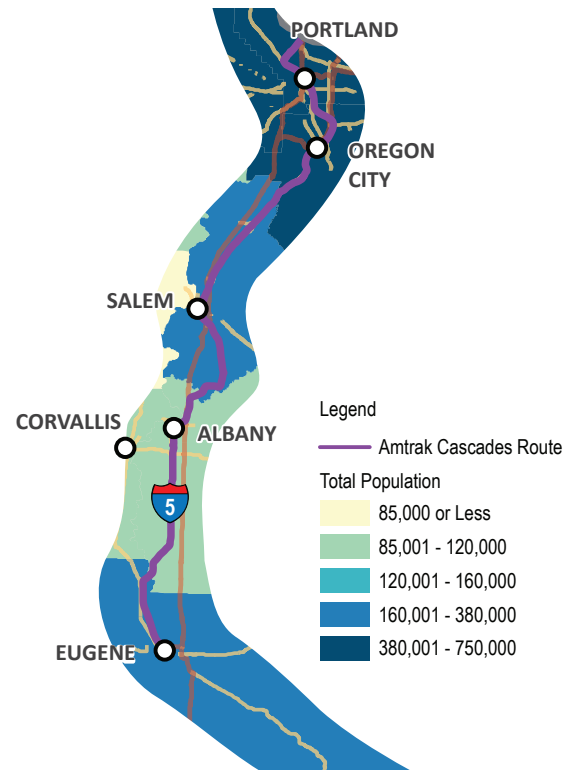 PORTLAND
OREGON
CITY
SALEM
CORVALLIS
ALBANY
5
EUGENE
Legend
Amtrak Cascades Route
Total Population
85,000 or Less
85,001 - 120,000
120,001 - 160,000
160,001 - 380,000
380,001 - 750,000